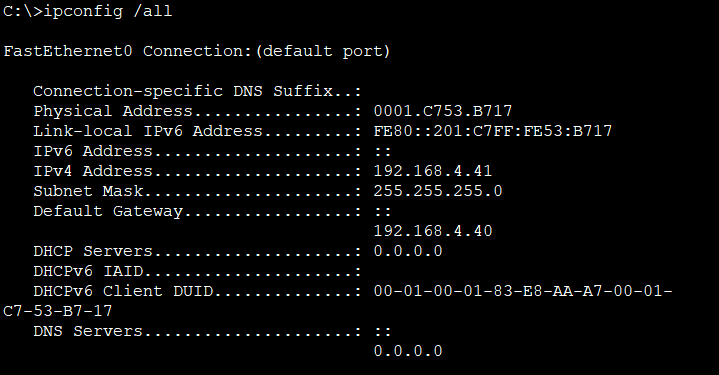 C:\>ipconfig /all
FastEthernet0 Connection:(default port)
Connection-specific DNS Suffix..:
Physical Address................: 0001.C753.B717
Link-local IPv6 Address.........: FE80::201:C7FF:FE53:B717
IPv6 Address....................: ::
IPv4 Address....................: 192.168.4.41
Subnet Mask.....................: 255.255.255.0
Default Gateway.................: ::
192.168.4.40
DHCP Servers....................: 0.0.0.0
DHCPv6 IAID.....................:
DHCPv6 Client DUID..............: 00-01-00-01-83-E8-AA-A7-00-01-
C7-53-B7-17
DNS Servers.....................: ::
0.0.0.0